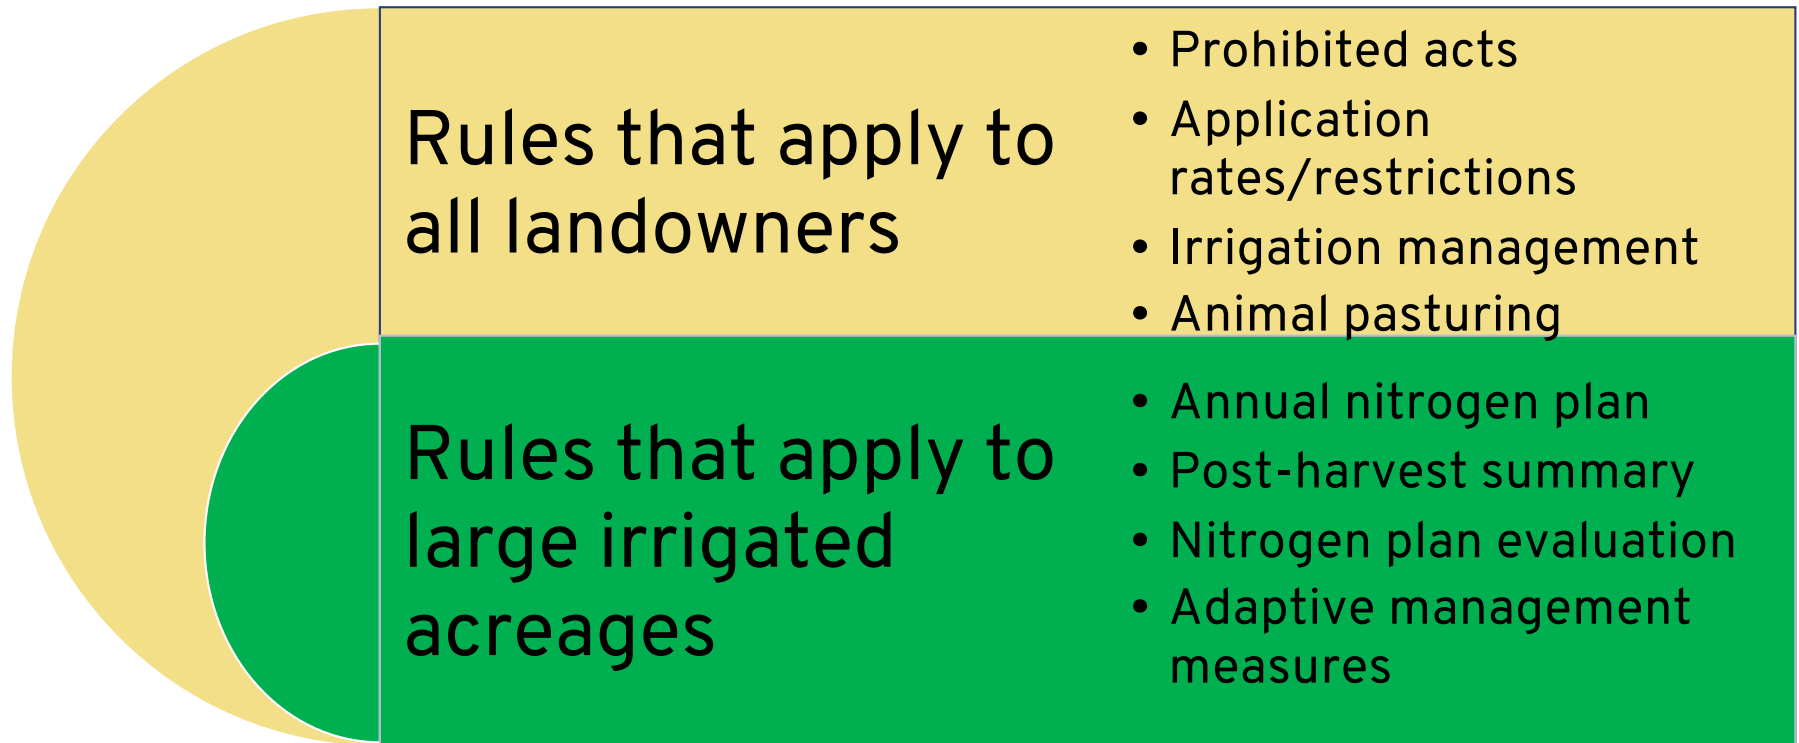 Rules that apply to
all landowners
• Prohibited acts
• Application
rates/restrictions
• Irrigation management
• Animal pasturing
Rules that apply to
large irrigated
acreages
• Annual nitrogen plan
• Post-harvest summary
• Nitrogen plan evaluation
• Adaptive management
measures